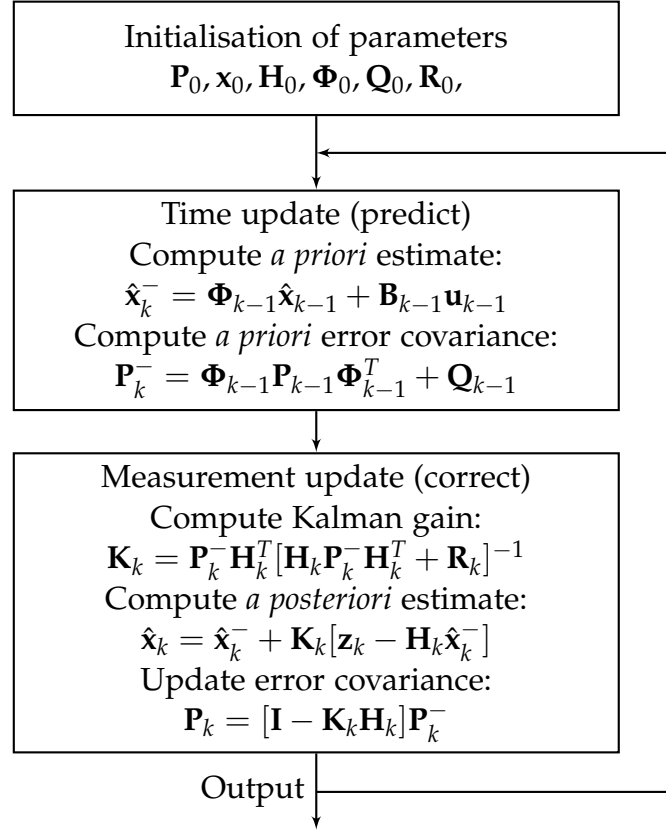 Initialisation of parameters
P₀, x₀, H₀, Φ₀, Q₀, R₀,
Time update (predict)
Compute a priori estimate:
x̂ₖ⁻ = Φₖ₋₁x̂ₖ₋₁ + Bₖ₋₁uₖ₋₁
Compute a priori error covariance:
Pₖ⁻ = Φₖ₋₁Pₖ₋₁Φₖ₋₁ᵀ + Qₖ₋₁
Measurement update (correct)
Compute Kalman gain:
Kₖ = Pₖ⁻Hₖᵀ[HₖPₖ⁻Hₖᵀ + Rₖ]⁻¹
Compute a posteriori estimate:
x̂ₖ = x̂ₖ⁻ + Kₖ[zₖ − Hₖx̂ₖ⁻]
Update error covariance:
Pₖ = [I − KₖHₖ]Pₖ⁻
Output